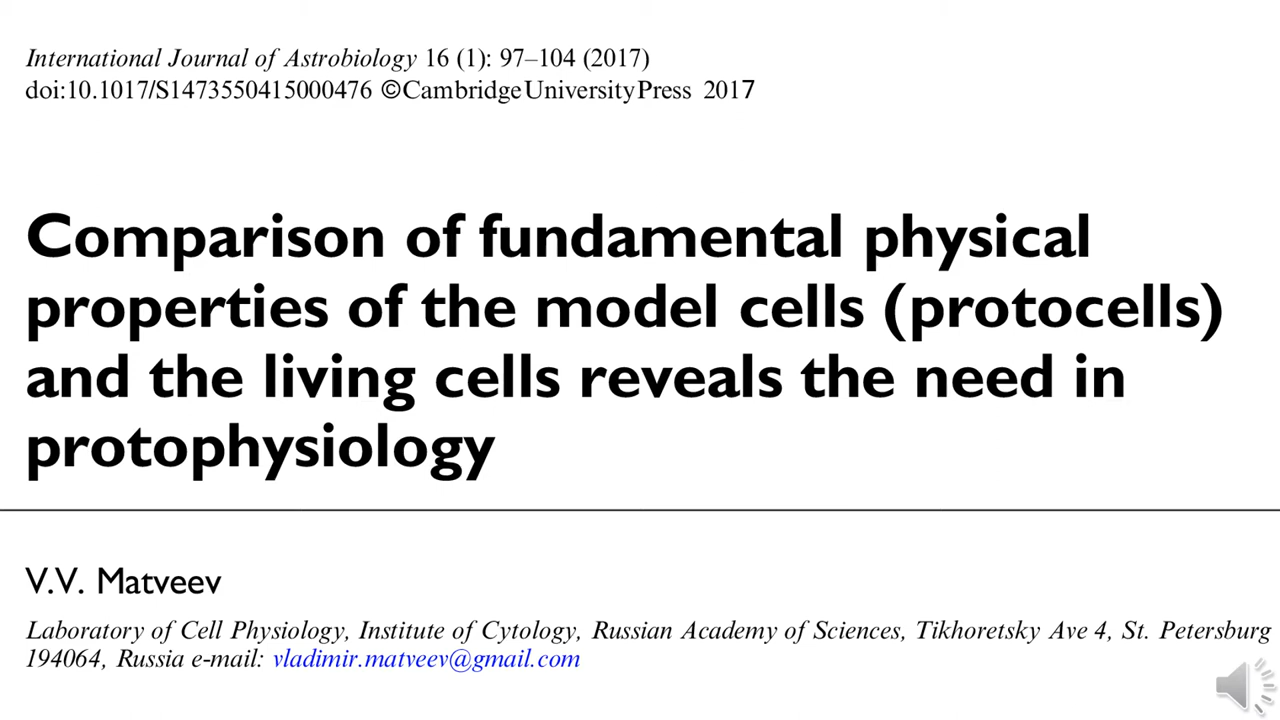 International Journal of Astrobiology 16 (1): 97–104 (2017)
doi:10.1017/S1473550415000476 ©Cambridge University Press 2017
Comparison of fundamental physical
properties of the model cells (protocells)
and the living cells reveals the need in
protophysiology
V.V. Matveev
Laboratory of Cell Physiology, Institute of Cytology, Russian Academy of Sciences, Tikhoretsky Ave 4, St. Petersburg
194064, Russia e-mail: vladimir.matveev@gmail.com